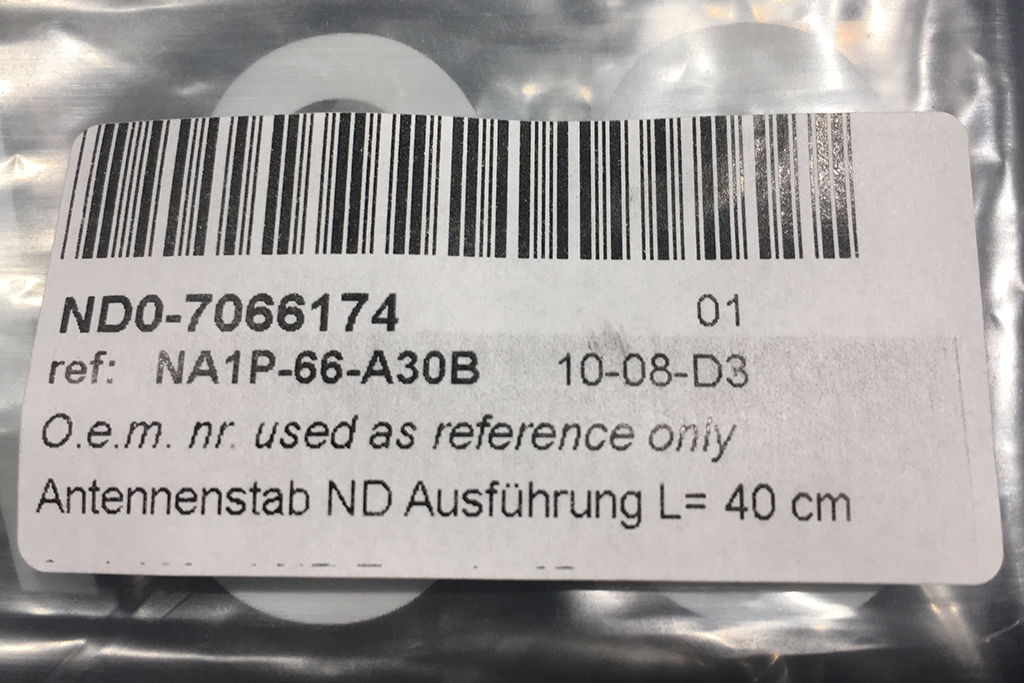 ND0-7066174 01
ref: NA1P-66-A30B 10-08-D3
O.e.m. nr. used as reference only
Antennenstab ND Ausführung L= 40 cm